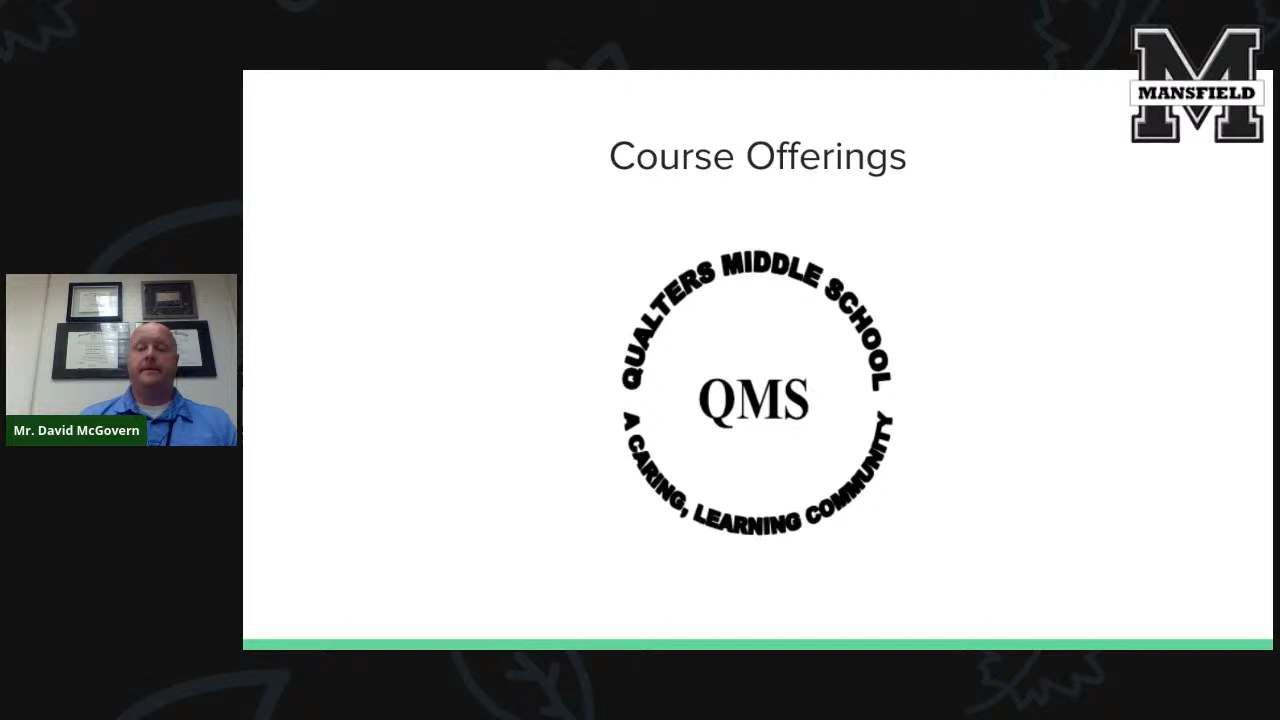 MANSFIELD
Course Offerings
QUALTERS MIDDLE SCHOOL
QMS
A CARING, LEARNING COMMUNITY
Mr. David McGovern